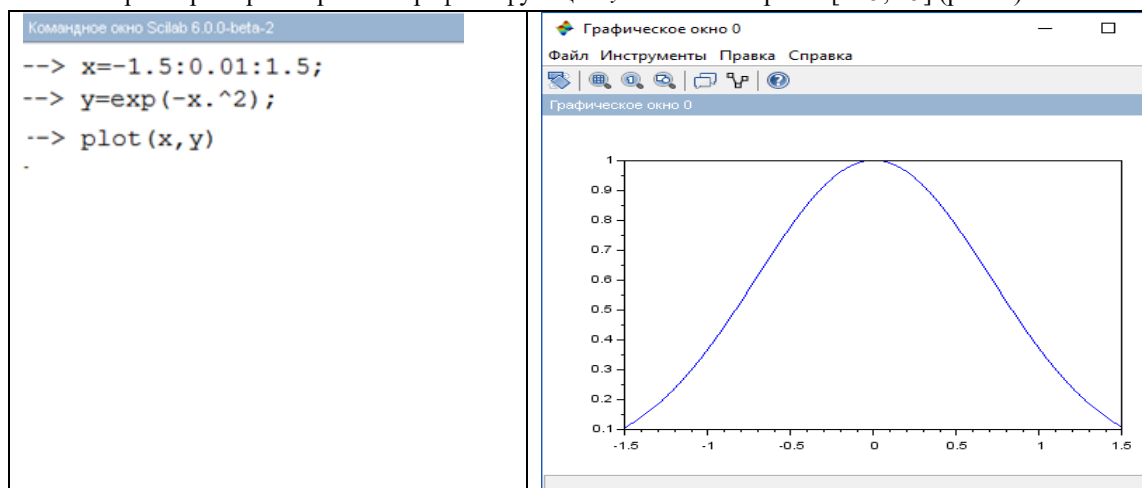 Командное окно Scilab 6.0.0-beta-2
--> x=-1.5:0.01:1.5;
--> y=exp(-x.^2);
--> plot(x,y)
Графическое окно 0
Файл Инструменты Правка Справка
Графическое окно 0
1
0.9
0.8
0.7
0.6
0.5
0.4
0.3
0.2
0.1
-1.5 -1 -0.5 0 0.5 1 1.5